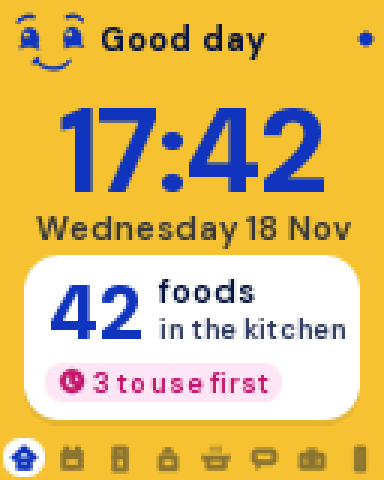 Good day
17:42
Wednesday 18 Nov
42 foods
in the kitchen
3 to use first